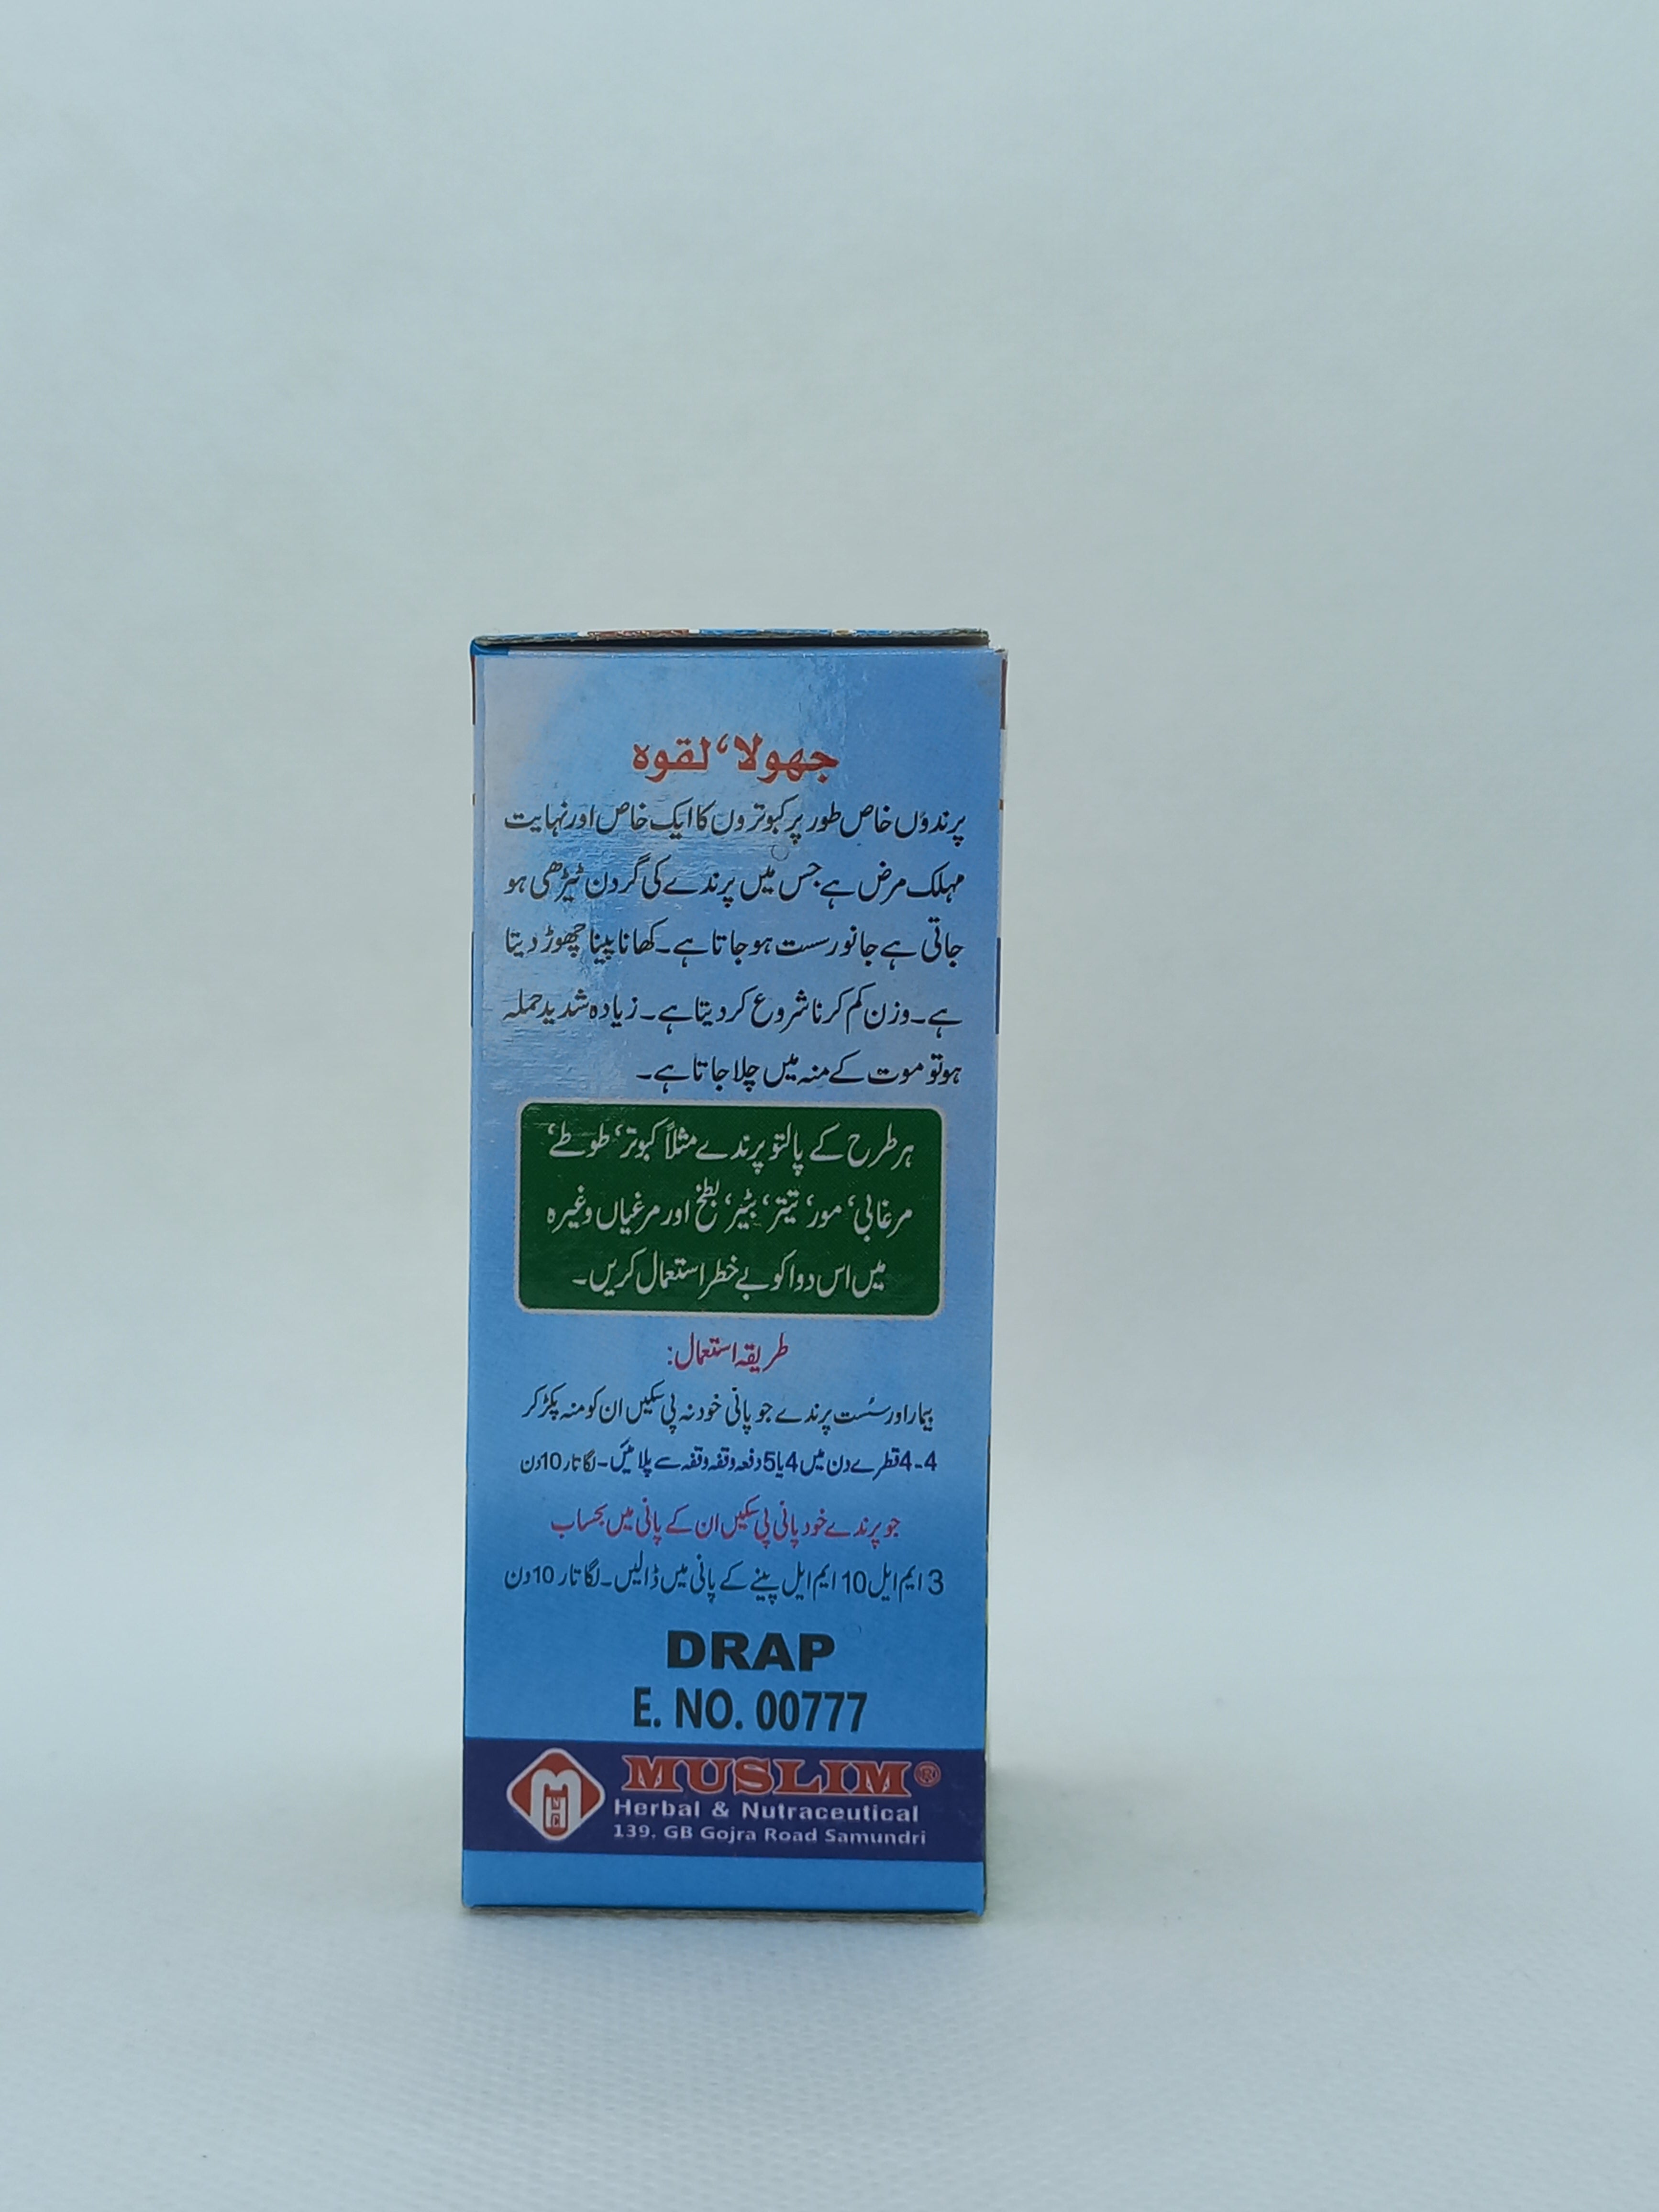 جھولا، لقوہ
پرندوں خاص طور پر کبوتروں کا ایک خاص اور نہایت
مہلک مرض ہے جس میں پرندے کی گردن ٹیڑھی ہو
جاتی ہے جانور سست ہو جاتا ہے۔ کھانا پینا چھوڑ دیتا
ہے۔ وزن کم کرنا شروع کر دیتا ہے۔ زیادہ شدید حملہ
ہو تو موت کے منہ میں چلا جاتا ہے۔
ہر طرح کے پالتو پرندے مثلاً کبوتر، طوطے،
مرغابی، مور، تیتر، بٹیر، بطخ اور مرغیاں وغیرہ
میں اس دوا کو بے خطر استعمال کریں۔
طریقہ استعمال:
بیمار اور سُست پرندے جو پانی خود نہ پی سکیں ان کو منہ پکڑ کر
4-4 قطرے دن میں 4 یا 5 دفعہ وقفہ وقفہ سے پلائیں۔ لگاتار 10 دن
جو پرندے خود پانی پی سکیں ان کے پانی میں بحساب
3 ایم ایل 10 ایم ایل پینے کے پانی میں ڈالیں۔ لگاتار 10 دن
DRAP
E. NO. 00777
MUSLIM®
Herbal & Nutraceutical
139. GB Gojra Road Samundri